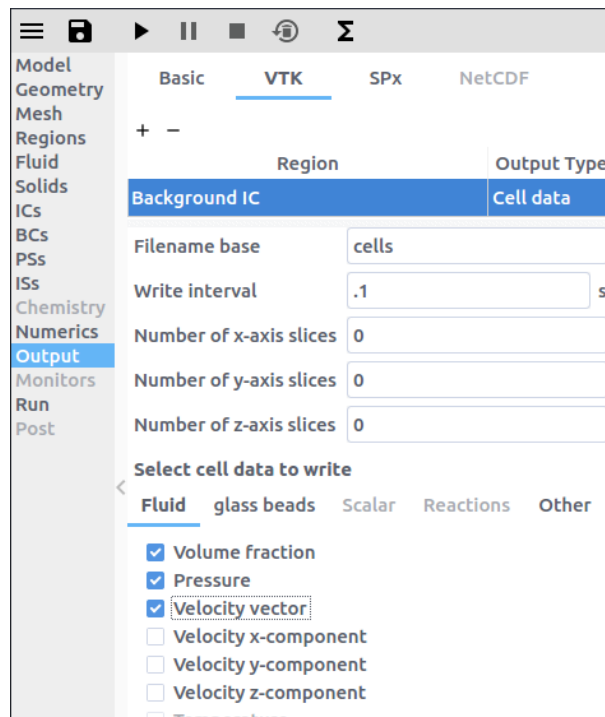 Σ
Model
Geometry
Mesh
Regions
Fluid
Solids
ICs
BCs
PSs
ISs
Chemistry
Numerics
Output
Monitors
Run
Post
Basic VTK SPx NetCDF
+ −
Region Output Type
Background IC Cell data
Filename base cells
Write interval .1 s
Number of x-axis slices 0
Number of y-axis slices 0
Number of z-axis slices 0
Select cell data to write
Fluid glass beads Scalar Reactions Other
Volume fraction
Pressure
Velocity vector
Velocity x-component
Velocity y-component
Velocity z-component